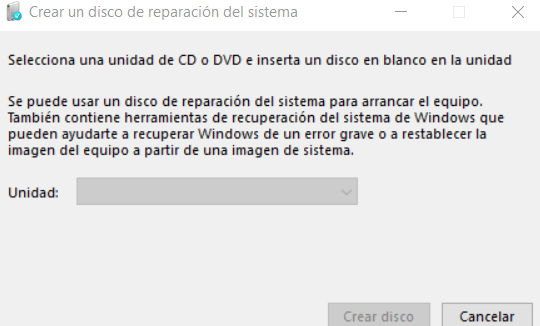 Crear un disco de reparación del sistema
Selecciona una unidad de CD o DVD e inserta un disco en blanco en la unidad
Se puede usar un disco de reparación del sistema para arrancar el equipo.
También contiene herramientas de recuperación del sistema de Windows que
pueden ayudarte a recuperar Windows de un error grave o a restablecer la
imagen del equipo a partir de una imagen de sistema.
Unidad:
Crear disco Cancelar